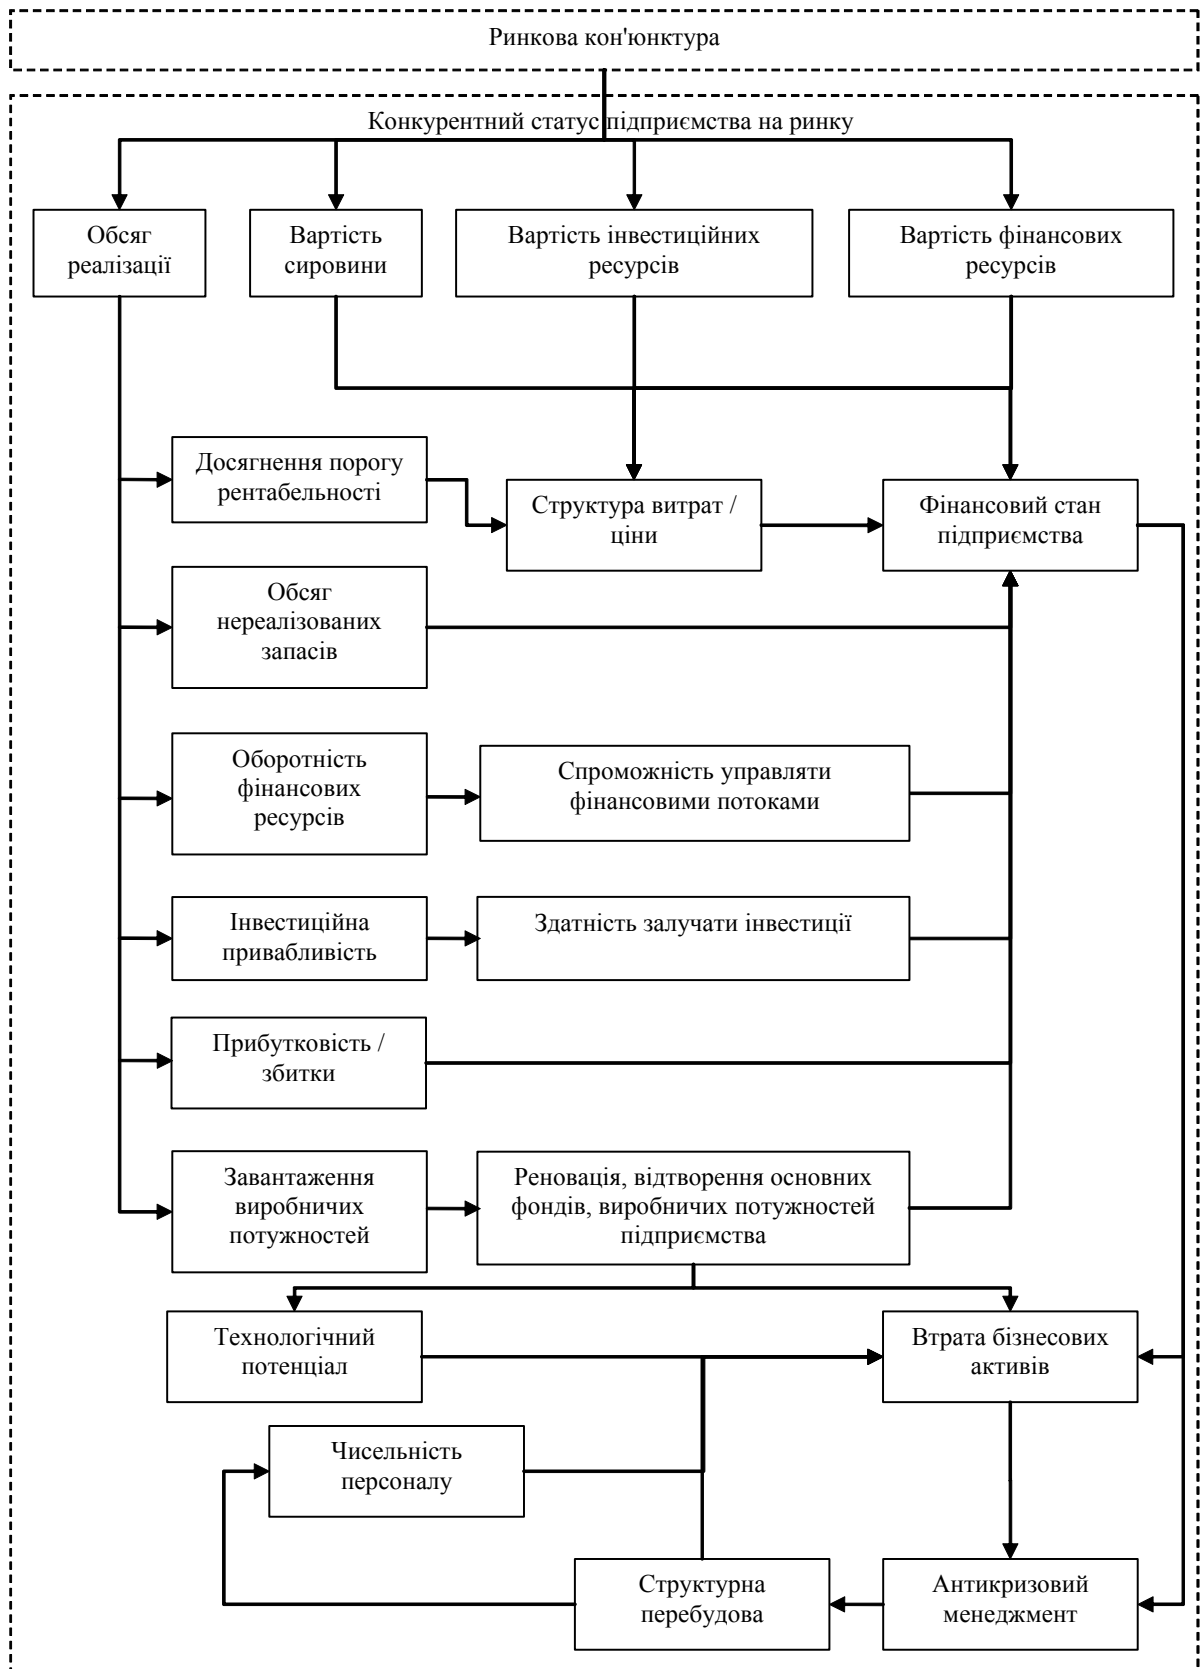 Ринкова кон'юнктура
Конкурентний статус підприємства на ринку
Обсяг
реалізації
Вартість
сировини
Вартість інвестиційних
ресурсів
Вартість фінансових
ресурсів
Досягнення порогу
рентабельності
Структура витрат /
ціни
Фінансовий стан
підприємства
Обсяг
нереалізованих
запасів
Оборотність
фінансових
ресурсів
Спроможність управляти
фінансовими потоками
Інвестиційна
привабливість
Здатність залучати інвестиції
Прибутковість /
збитки
Завантаження
виробничих
потужностей
Реновація, відтворення основних
фондів, виробничих потужностей
підприємства
Технологічний
потенціал
Втрата бізнесових
активів
Чисельність
персоналу
Структурна
перебудова
Антикризовий
менеджмент